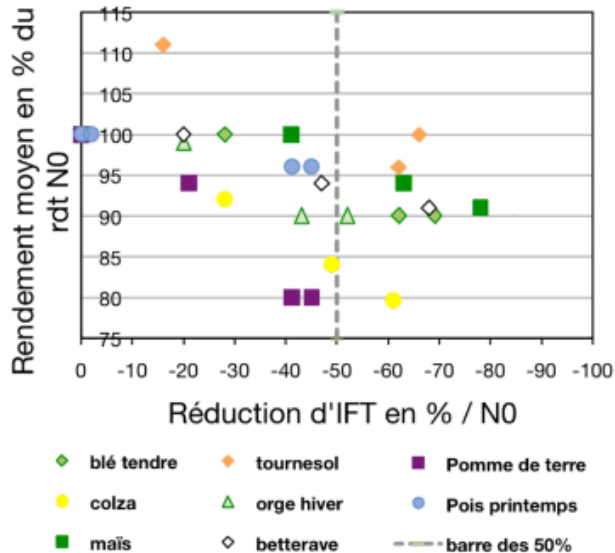 Rendement moyen en % du
rdt N0
115
110
105
100
95
90
85
80
75
0 -10 -20 -30 -40 -50 -60 -70 -80 -90 -100
Réduction d'IFT en % / N0
blé tendre tournesol Pomme de terre
colza orge hiver Pois printemps
maïs betterave barre des 50%